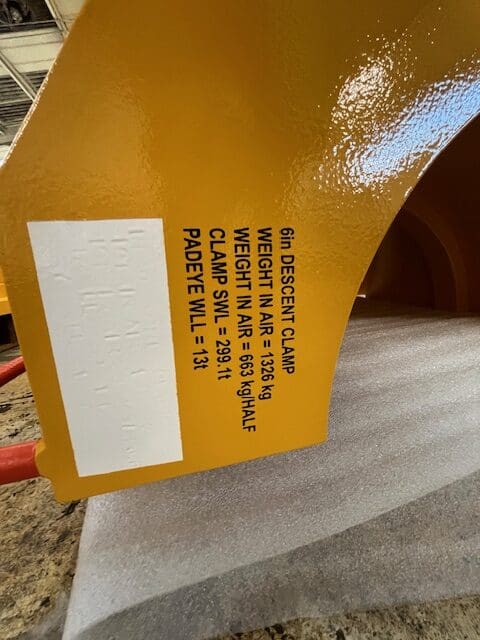 6in DESCENT CLAMP
WEIGHT IN AIR = 1326 kg
WEIGHT IN AIR = 663 kg/HALF
CLAMP SWL = 299.1t
PADEYE WLL = 13t